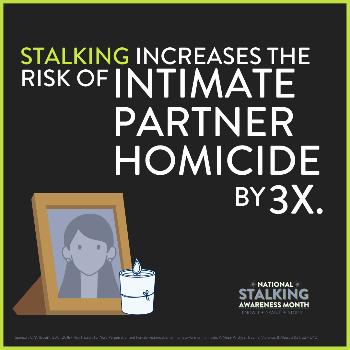 STALKING INCREASES THE
RISK OF INTIMATE
PARTNER
HOMICIDE
BY 3X.
NATIONAL
STALKING
AWARENESS MONTH